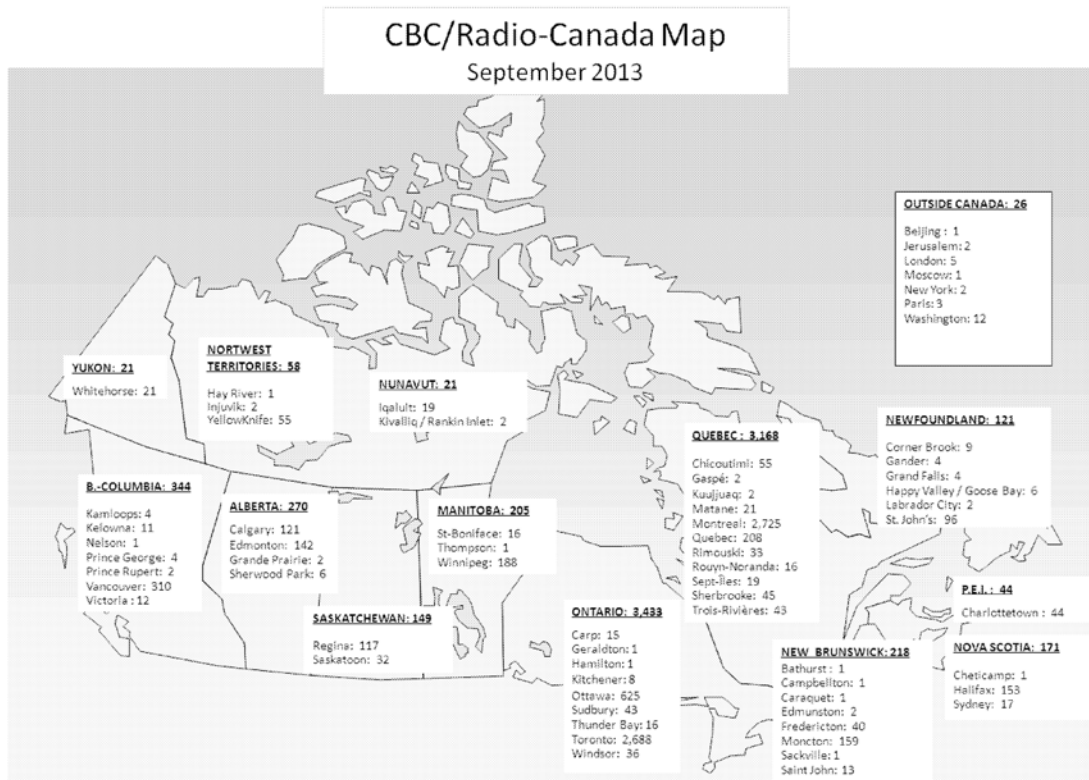 CBC/Radio-Canada Map
September 2013
OUTSIDE CANADA: 26
Beijing : 1
Jerusalem: 2
London: 5
Moscow: 1
New York: 2
Paris: 3
Washington: 12
YUKON: 21
Whitehorse: 21
NORTWEST
TERRITORIES: 58
Hay River: 1
Injuvik: 2
YellowKnife: 55
NUNAVUT: 21
Iqaluit: 19
Kivalliq / Rankin Inlet: 2
B.-COLUMBIA: 344
Kamloops: 4
Kelowna: 11
Nelson: 1
Prince George: 4
Prince Rupert: 2
Vancouver: 310
Victoria : 12
ALBERTA: 270
Calgary: 121
Edmonton: 142
Grande Prairie: 2
Sherwood Park: 6
SASKATCHEWAN: 149
Regina: 117
Saskatoon: 32
MANITOBA: 205
St-Boniface: 16
Thompson: 1
Winnipeg: 188
ONTARIO: 3,433
Carp: 15
Geraldton: 1
Hamilton: 1
Kitchener: 8
Ottawa: 625
Sudbury: 43
Thunder Bay: 16
Toronto: 2,688
Windsor: 36
QUEBEC : 3,168
Chicoutimi: 55
Gaspé: 2
Kuujjuaq: 2
Matane: 21
Montreal: 2,725
Quebec: 208
Rimouski: 33
Rouyn-Noranda: 16
Sept-Îles: 19
Sherbrooke: 45
Trois-Rivières: 43
NEWFOUNDLAND: 121
Corner Brook: 9
Gander: 4
Grand Falls: 4
Happy Valley / Goose Bay: 6
Labrador City: 2
St. John's: 96
P.E.I. : 44
Charlottetown : 44
NEW BRUNSWICK: 218
Bathurst : 1
Campbellton: 1
Caraquet: 1
Edmunston: 2
Fredericton: 40
Moncton: 159
Sackville: 1
Saint John: 13
NOVA SCOTIA: 171
Cheticamp: 1
Halifax: 153
Sydney: 17